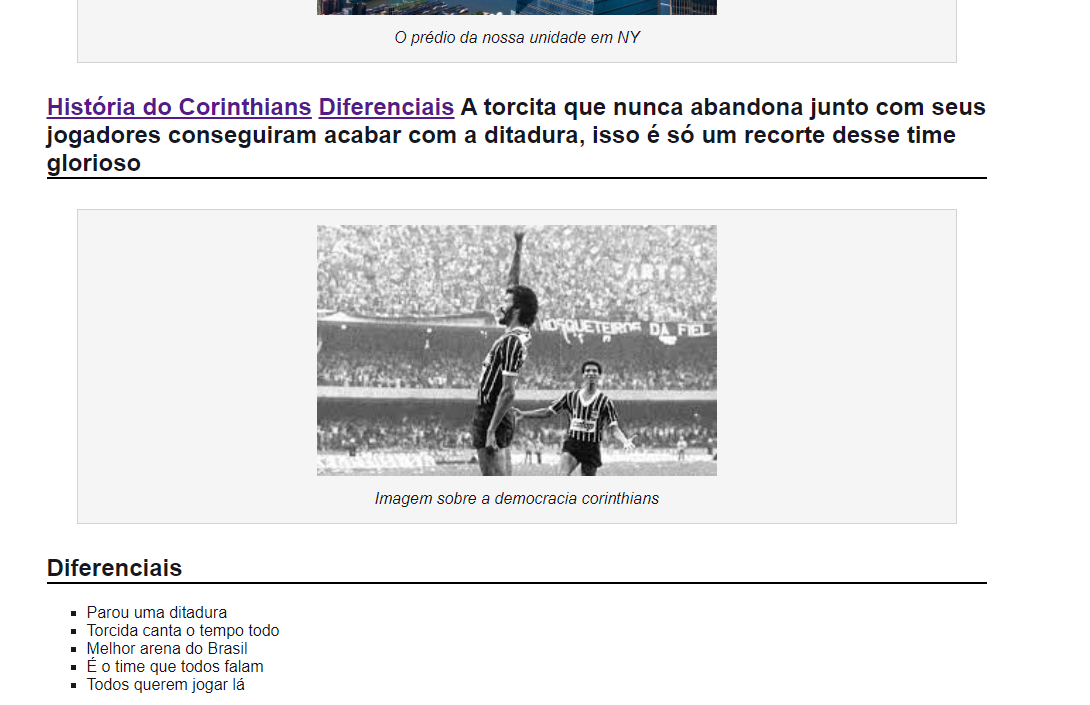 O prédio da nossa unidade em NY
História do Corinthians Diferenciais A torcita que nunca abandona junto com seus
jogadores conseguiram acabar com a ditadura, isso é só um recorte desse time
glorioso
MOSQUETEIROS DA FIEL
Imagem sobre a democracia corinthians
Diferenciais
Parou uma ditadura
Torcida canta o tempo todo
Melhor arena do Brasil
É o time que todos falam
Todos querem jogar lá